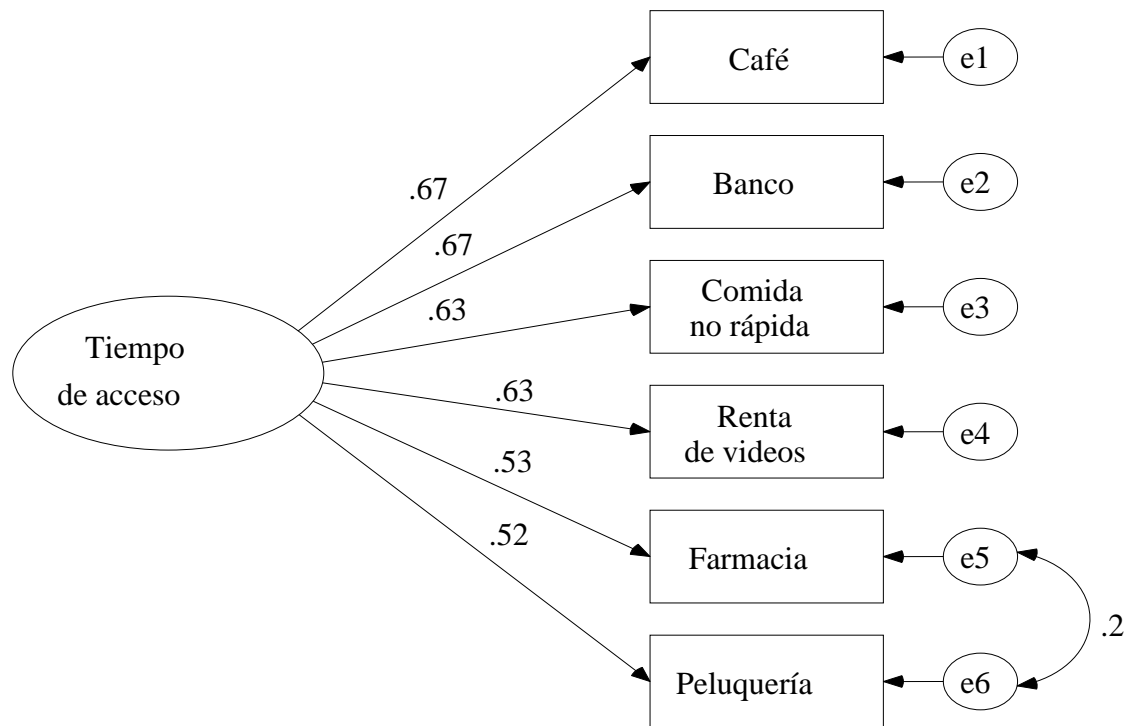 Café
e1
.67
Banco
e2
.67
Comida
no rápida
e3
.63
Tiempo
de acceso
Renta
de videos
e4
.63
Farmacia
e5
.53
.52
.2
Peluquería
e6